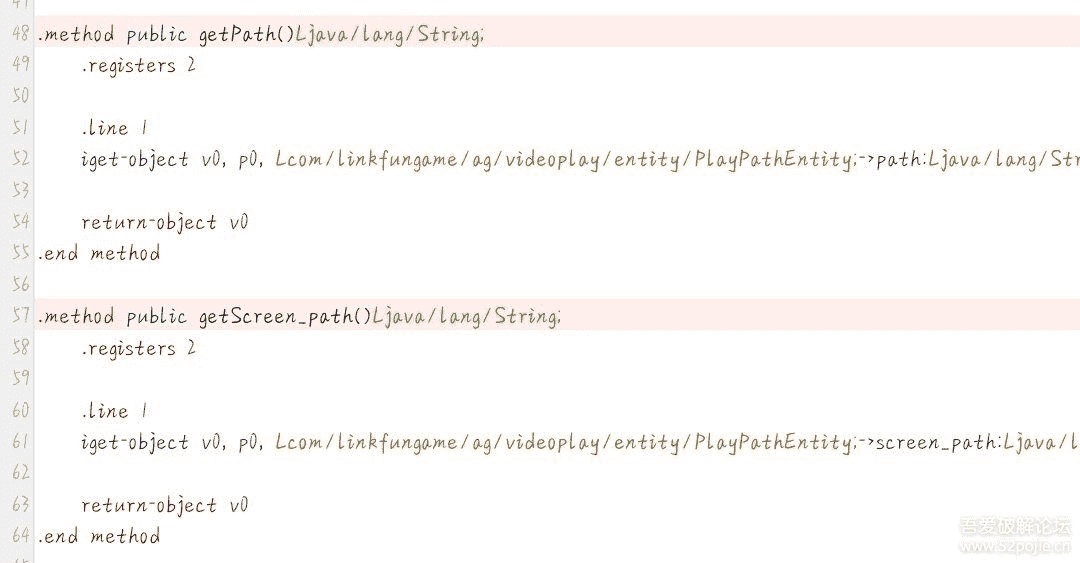 47
48 .method public getPath()Ljava/lang/String;
49 .registers 2
50
51 .line 1
52 iget-object v0, p0, Lcom/linkfungame/ag/videoplay/entity/PlayPathEntity;->path:Ljava/lang/Str
53
54 return-object v0
55 .end method
56
57 .method public getScreen_path()Ljava/lang/String;
58 .registers 2
59
60 .line 1
61 iget-object v0, p0, Lcom/linkfungame/ag/videoplay/entity/PlayPathEntity;->screen_path:Ljava/l
62
63 return-object v0
64 .end method
吾爱破解论坛
www.52pojie.cn